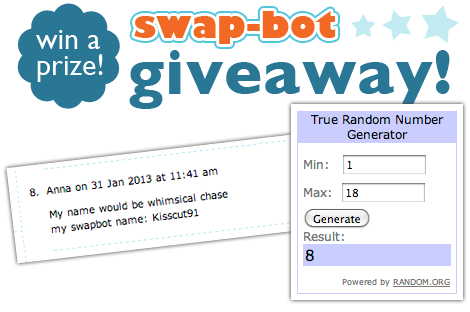 win a
prize!
swap-bot
giveaway!
8. Anna on 31 Jan 2013 at 11:41 am
My name would be whimsical chase
my swapbot name: Kisscut91
True Random Number
Generator
Min: 1
Max: 18
Generate
Result:
8
Powered by RANDOM.ORG